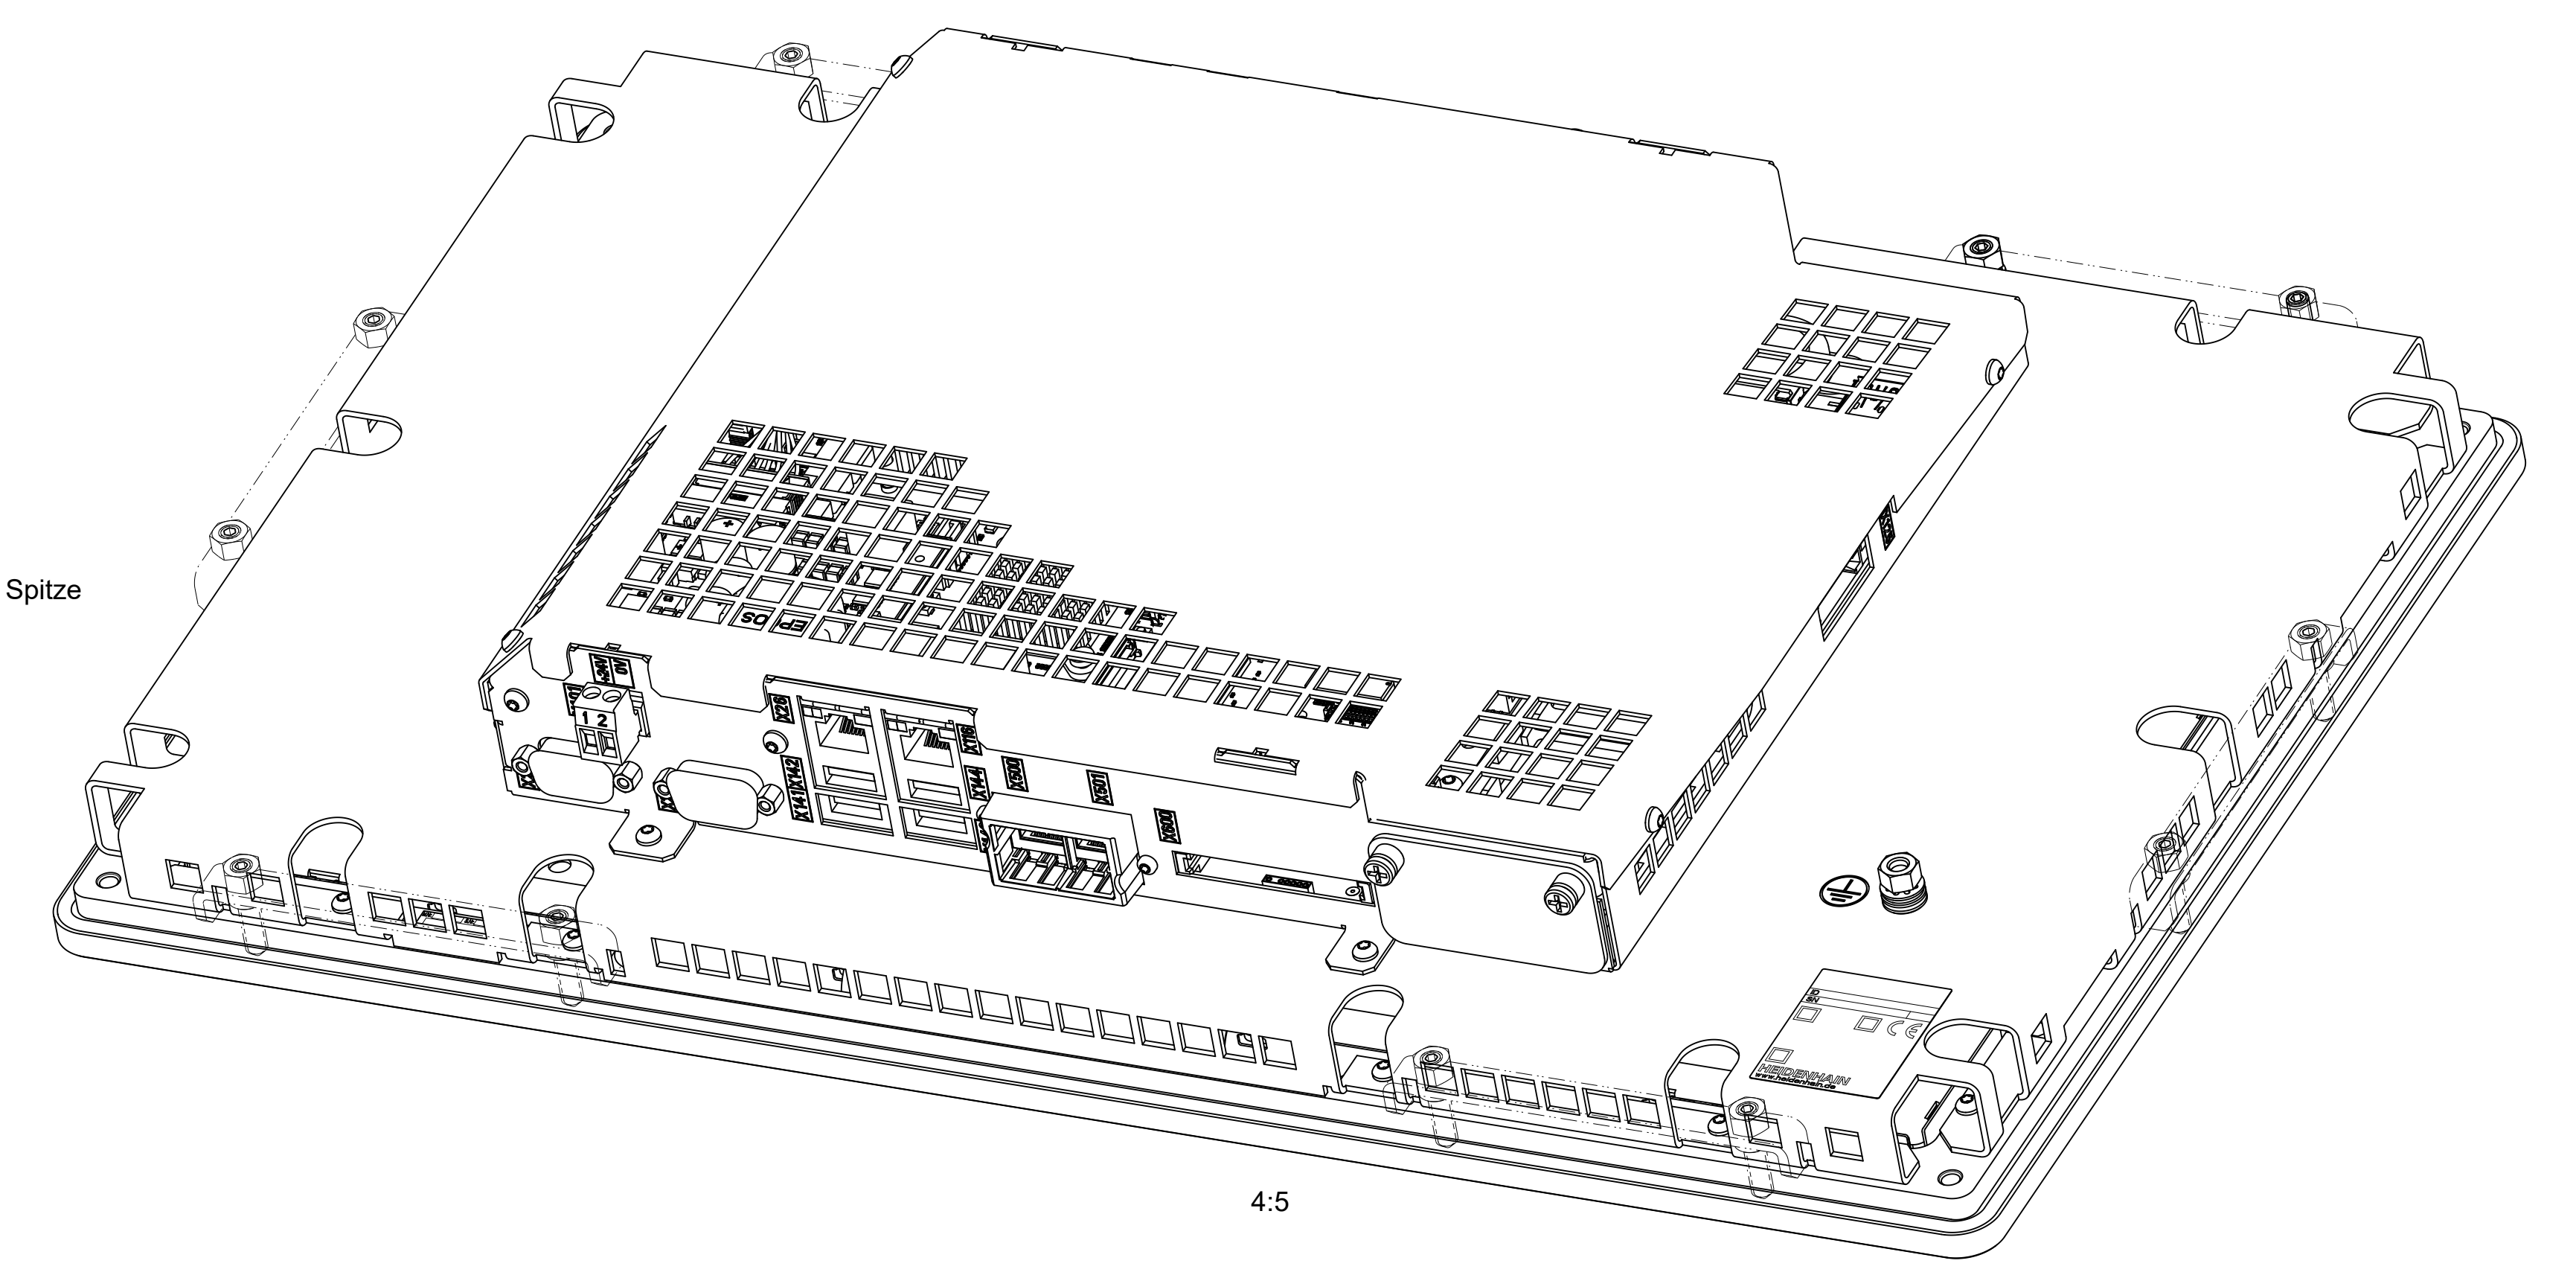 Spitze
DS
EP
+24V
0V
1 2
X26
X116
X142
X141
X144
X500
X501
X600
ID
SN
CE
HEIDENHAIN
www.heidenhain.de
4:5